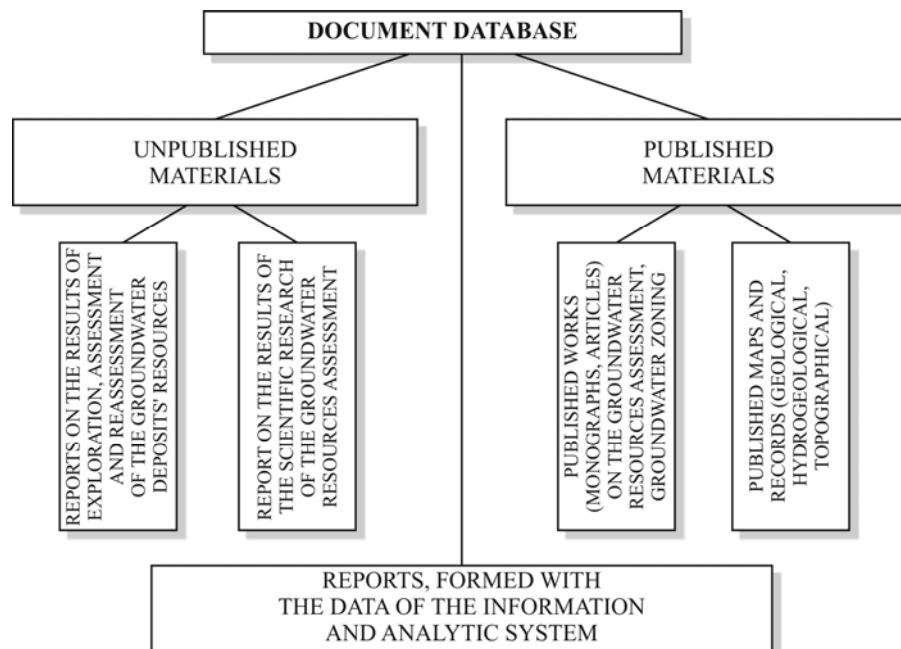 DOCUMENT DATABASE
UNPUBLISHED
MATERIALS
PUBLISHED
MATERIALS
REPORTS ON THE RESULTS OF
EXPLORATION, ASSESSMENT
AND REASSESSMENT
OF THE GROUNDWATER
DEPOSITS' RESOURCES
REPORT ON THE RESULTS OF
THE SCIENTIFIC RESEARCH
OF THE GROUNDWATER
RESOURCES ASSESSMENT
PUBLISHED WORKS
(MONOGRAPHS, ARTICLES)
ON THE GROUNDWATER
RESOURCES ASSESSMENT,
GROUNDWATER ZONING
PUBLISHED MAPS AND
RECORDS (GEOLOGICAL,
HYDROGEOLOGICAL,
TOPOGRAPHICAL)
REPORTS, FORMED WITH
THE DATA OF THE INFORMATION
AND ANALYTIC SYSTEM